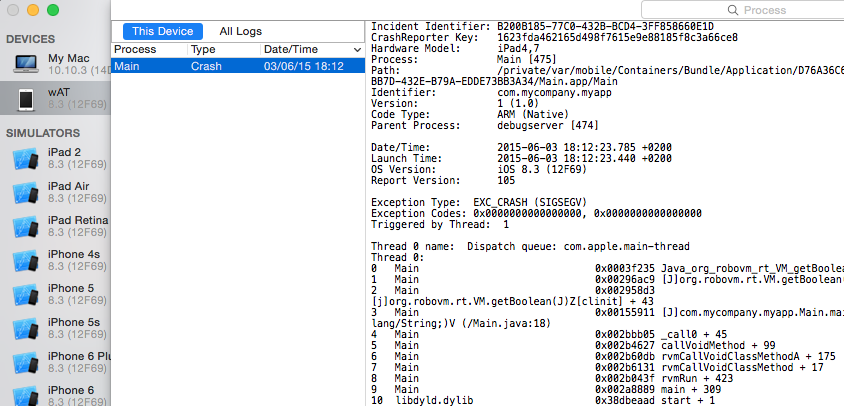 Process
This Device
All Logs
Process Type Date/Time
Main Crash 03/06/15 18:12
DEVICES
My Mac
10.10.3 (14D
wAT
8.3 (12F69)
SIMULATORS
iPad 2
8.3 (12F69)
iPad Air
8.3 (12F69)
iPad Retina
8.3 (12F69)
iPhone 4s
8.3 (12F69)
iPhone 5
8.3 (12F69)
iPhone 5s
8.3 (12F69)
iPhone 6 Plu
8.3 (12F69)
iPhone 6
8.3 (12F69)
Incident Identifier: B200B185-77C0-432B-BCD4-3FF858660E1D
CrashReporter Key: 1623fda462165d498f7615e9e88185f8c3a66ce8
Hardware Model: iPad4,7
Process: Main [475]
Path: /private/var/mobile/Containers/Bundle/Application/D76A36C6
BB7D-432E-B79A-EDDE73BB3A34/Main.app/Main
Identifier: com.mycompany.myapp
Version: 1 (1.0)
Code Type: ARM (Native)
Parent Process: debugserver [474]
Date/Time: 2015-06-03 18:12:23.785 +0200
Launch Time: 2015-06-03 18:12:23.440 +0200
OS Version: iOS 8.3 (12F69)
Report Version: 105
Exception Type: EXC_CRASH (SIGSEGV)
Exception Codes: 0x0000000000000000, 0x0000000000000000
Triggered by Thread: 1
Thread 0 name: Dispatch queue: com.apple.main-thread
Thread 0:
0 Main 0x0003f235 Java_org_robovm_rt_VM_getBoolean
1 Main 0x00296ac9 [J]org.robovm.rt.VM.getBoolean(
2 Main 0x002958d3
[j]org.robovm.rt.VM.getBoolean(J)Z[clinit] + 43
3 Main 0x00155911 [J]com.mycompany.myapp.Main.mai
lang/String;)V (/Main.java:18)
4 Main 0x002bbb05 _call0 + 45
5 Main 0x002b4627 callVoidMethod + 99
6 Main 0x002b60db rvmCallVoidClassMethodA + 175
7 Main 0x002b6131 rvmCallVoidClassMethod + 17
8 Main 0x002b043f rvmRun + 423
9 Main 0x002a8889 main + 309
10 libdyld.dylib 0x38dbeaad start + 1